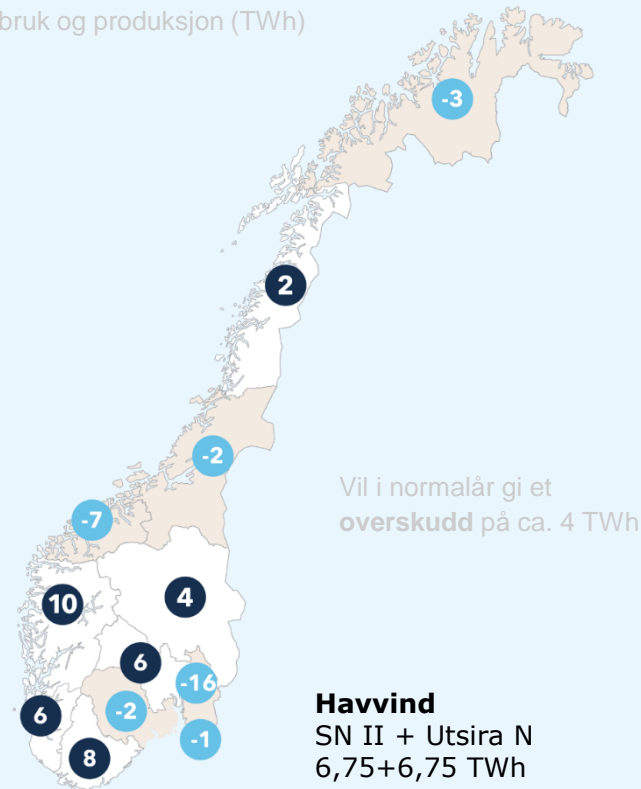 bruk og produksjon (TWh)
-3
2
-2
-7
Vil i normalår gi et
overskudd på ca. 4 TWh
10
4
6
-16
6
-2
-1
8
Havvind
SN II + Utsira N
6,75+6,75 TWh